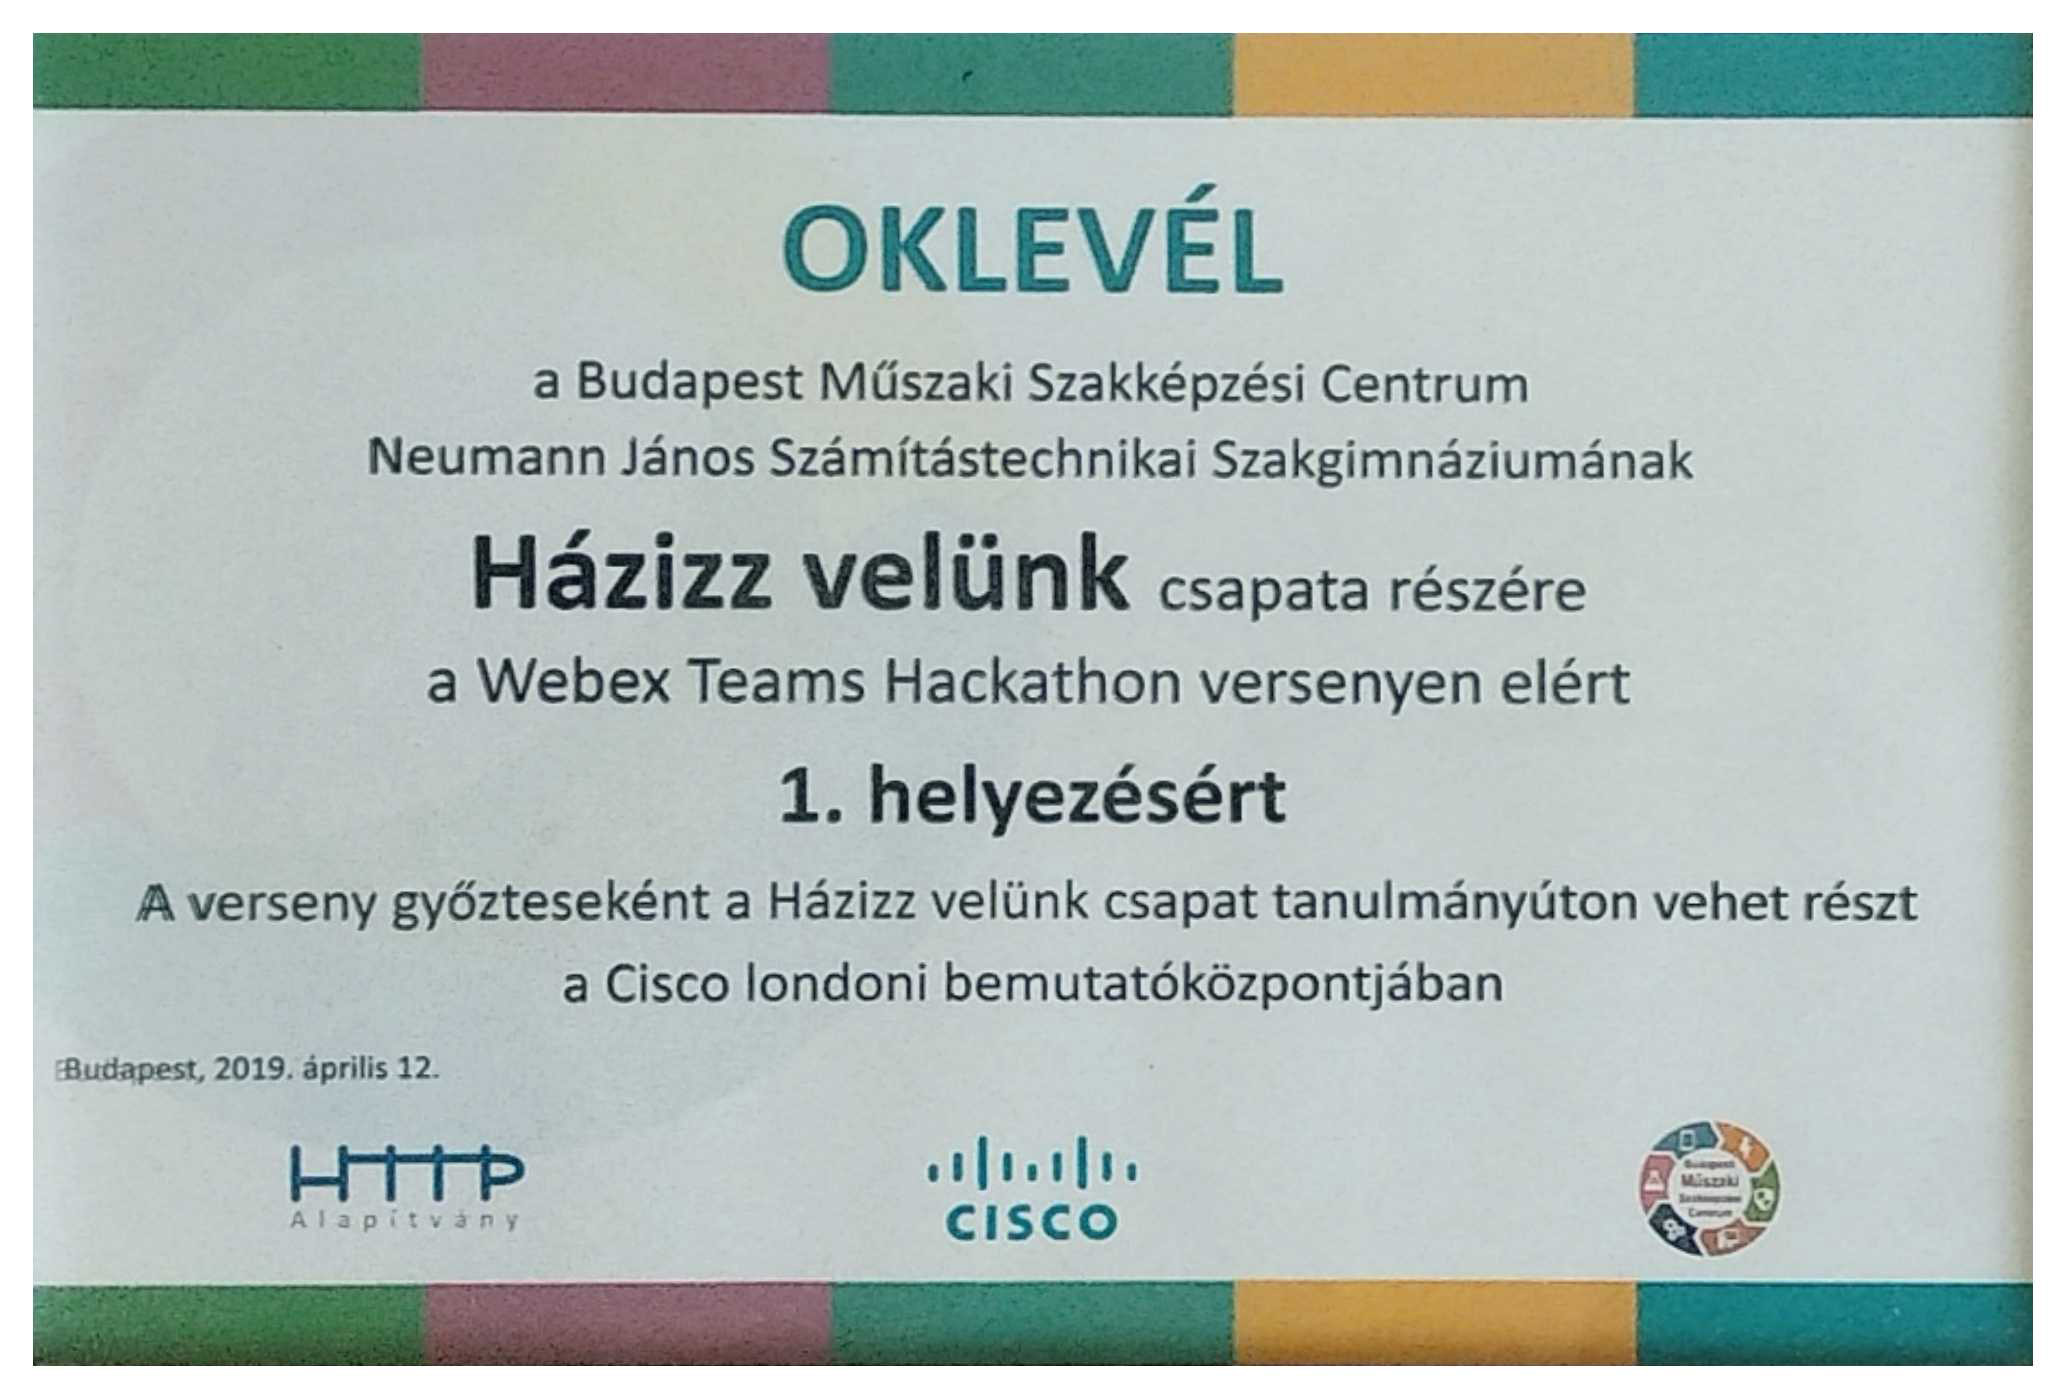 OKLEVÉL
a Budapest Műszaki Szakképzési Centrum
Neumann János Számítástechnikai Szakgimnáziumának
Házizz velünk csapata részére
a Webex Teams Hackathon versenyen elért
1. helyezésért
A verseny győzteseként a Házizz velünk csapat tanulmányúton vehet részt
a Cisco londoni bemutatóközpontjában
Budapest, 2019. április 12.
HTTP
Alapítvány
CISCO
Budapest
Műszaki
Szakképzési
Centrum